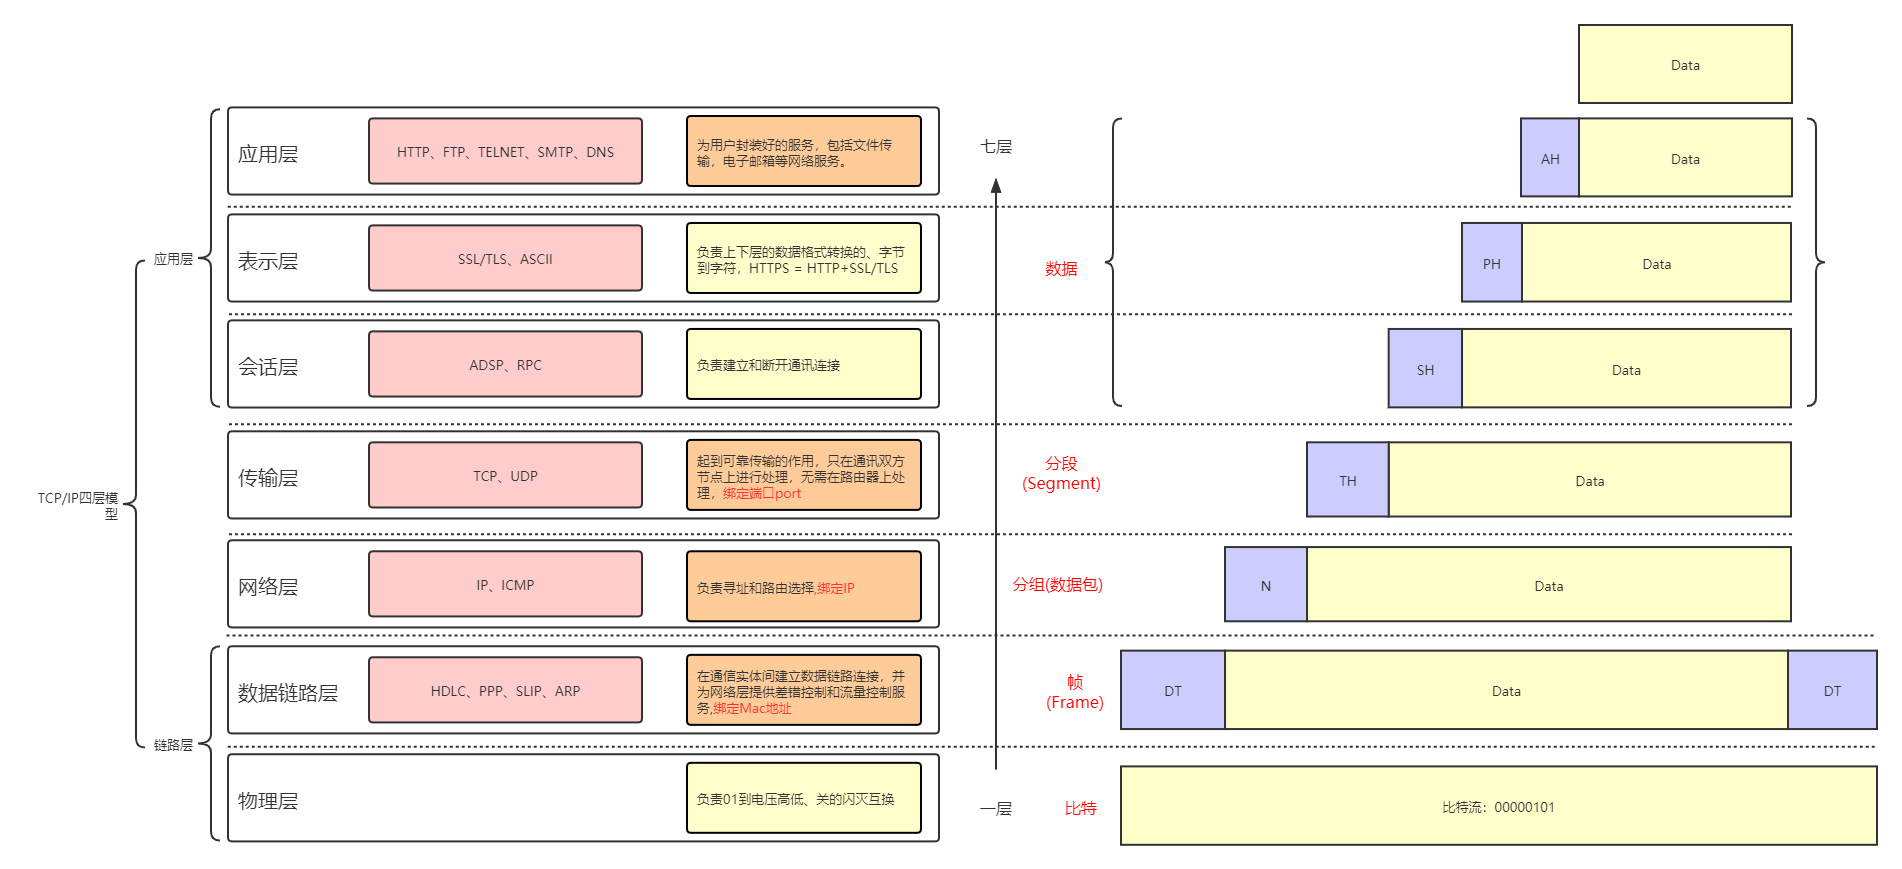 Data
应用层
HTTP、FTP、TELNET、SMTP、DNS
为用户封装好的服务，包括文件传
输，电子邮箱等网络服务。
七层
AH
Data
应用层
表示层
SSL/TLS、ASCII
负责上下层的数据格式转换的、字节
到字符，HTTPS = HTTP+SSL/TLS
数据
PH
Data
会话层
ADSP、RPC
负责建立和断开通讯连接
SH
Data
TCP/IP四层模
型
传输层
TCP、UDP
起到可靠传输的作用，只在通讯双方
节点上进行处理，无需在路由器上处
理，绑定端口port
分段
(Segment)
TH
Data
网络层
IP、ICMP
负责寻址和路由选择,绑定IP
分组(数据包)
N
Data
数据链路层
HDLC、PPP、SLIP、ARP
在通信实体间建立数据链路连接，并
为网络层提供差错控制和流量控制服
务,绑定Mac地址
帧
(Frame)
DT
Data
DT
链路层
物理层
负责01到电压高低、关的闪灭互换
一层
比特
比特流：00000101